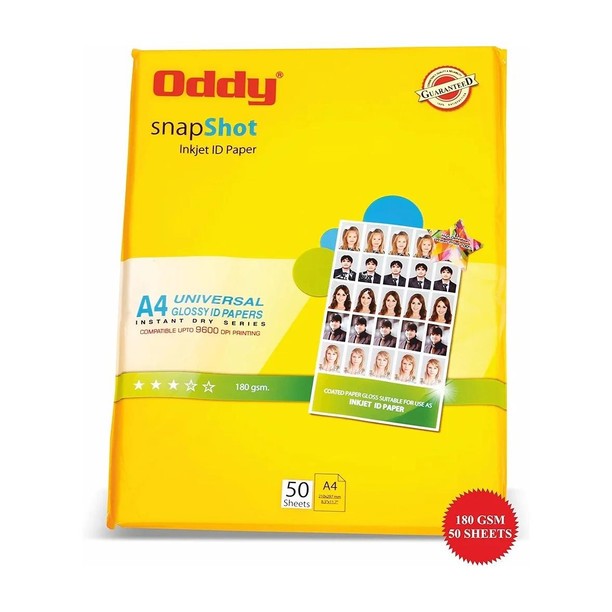 Oddy®
GUARANTEED
snapShot
Inkjet ID Paper
A4 UNIVERSAL
GLOSSY ID PAPERS
INSTANT DRY SERIES
COMPATIBLE UPTO 9600 DPI PRINTING
180 gsm.
COATED PAPER GLOSS SUITABLE FOR USE AS
INKJET ID PAPER
50
Sheets
A4
180 GSM
50 SHEETS